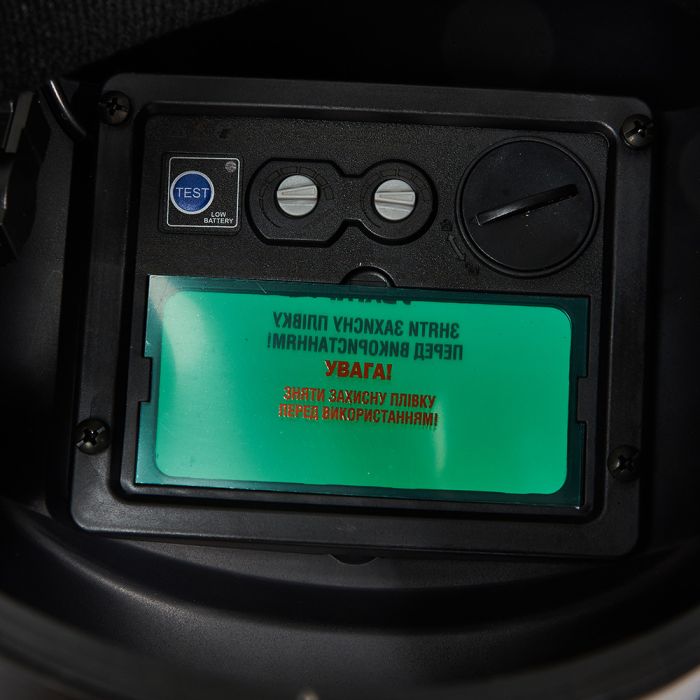 TEST
LOW
BATTERY
ЗНЯТИ ЗАХИСНУ ПЛІВКУ
ПЕРЕД ВИКОРИСТАННЯМ!
УВАГА!
ЗНЯТИ ЗАХИСНУ ПЛІВКУ
ПЕРЕД ВИКОРИСТАННЯМ!